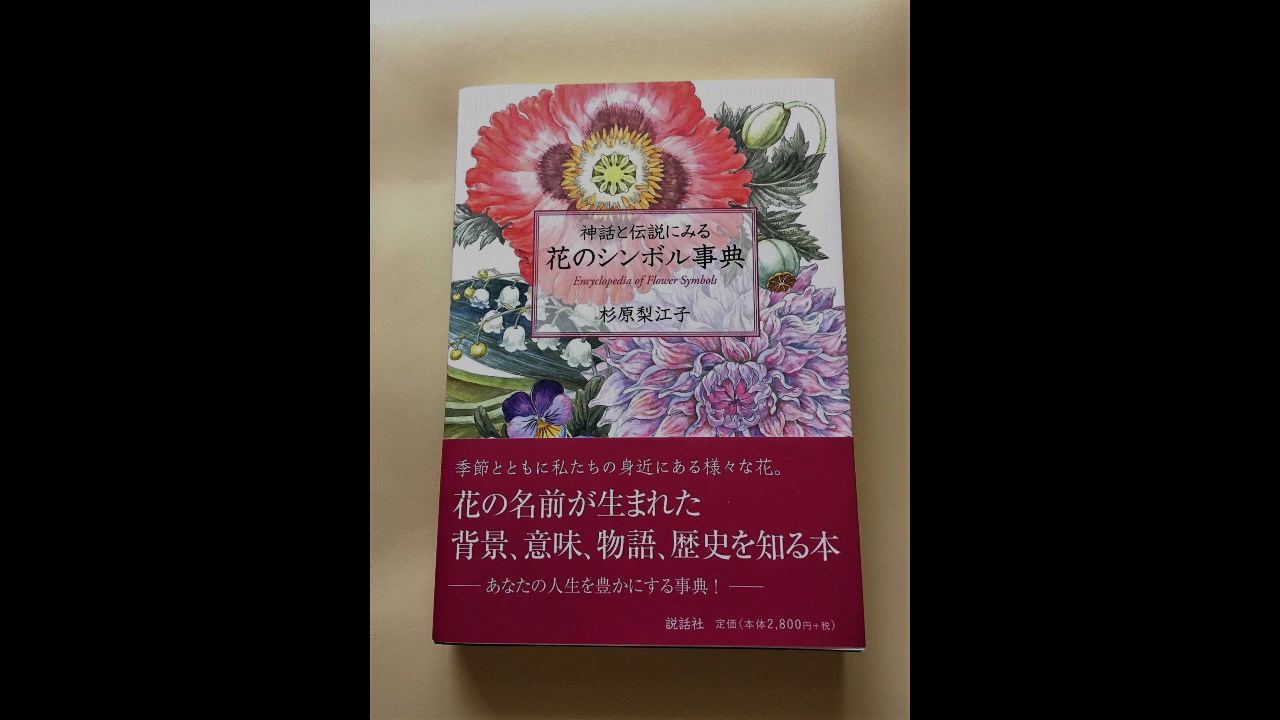 神話と伝説にみる
花のシンボル事典
Encyclopedia of Flower Symbols
杉原梨江子
季節とともに私たちの身近にある様々な花。
花の名前が生まれた
背景、意味、物語、歴史を知る本
── あなたの人生を豊かにする事典！ ──
説話社 定価(本体2,800円+税)